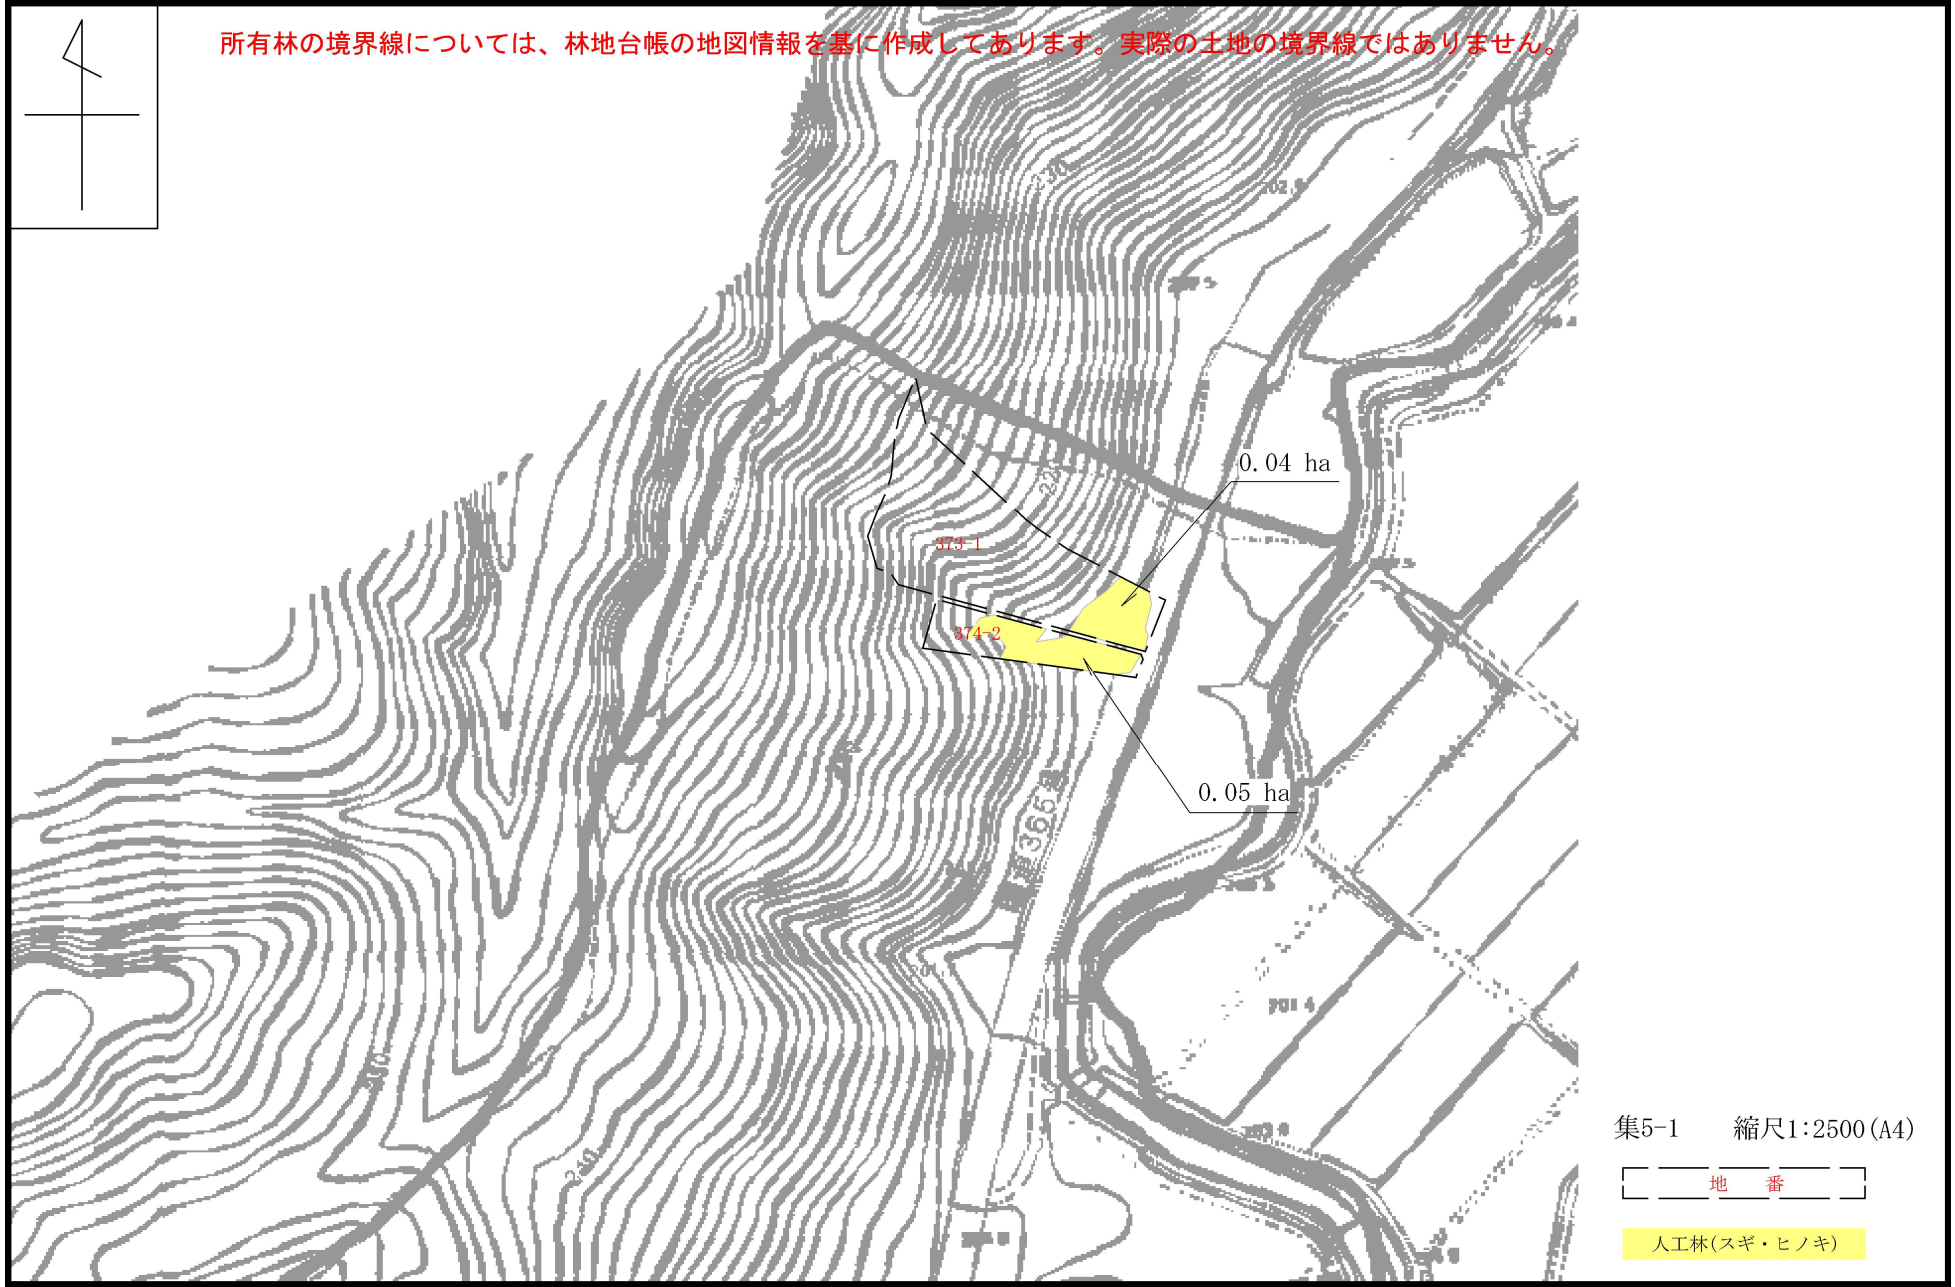 所有林の境界線については、林地台帳の地図情報を基に作成してあります。実際の土地の境界線ではありません。
0.04 ha
373-1
374-2
0.05 ha
366
201.4
240
集5-1 縮尺1:2500(A4)
地 番
人工林(スギ・ヒノキ)